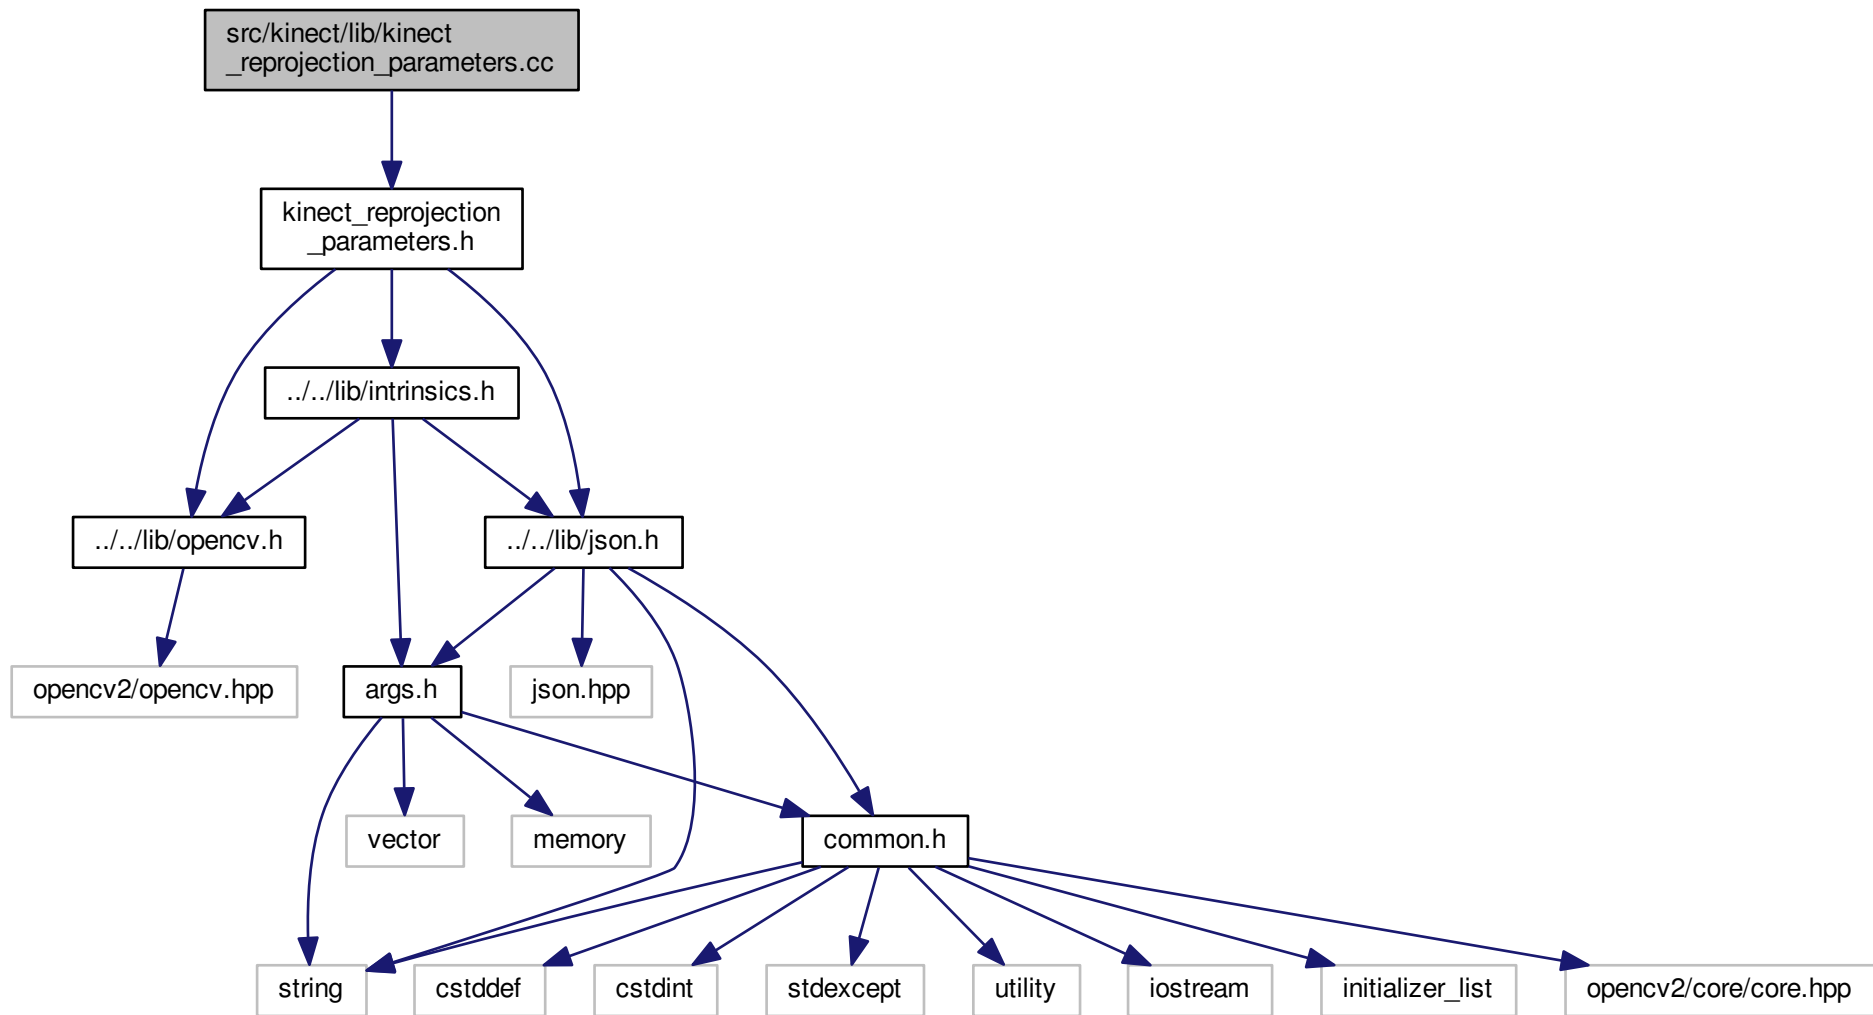 src/kinect/lib/kinect
_reprojection_parameters.cc
kinect_reprojection
_parameters.h
../../lib/intrinsics.h
../../lib/opencv.h
../../lib/json.h
opencv2/opencv.hpp
args.h
json.hpp
vector
memory
common.h
string
cstddef
cstdint
stdexcept
utility
iostream
initializer_list
opencv2/core/core.hpp